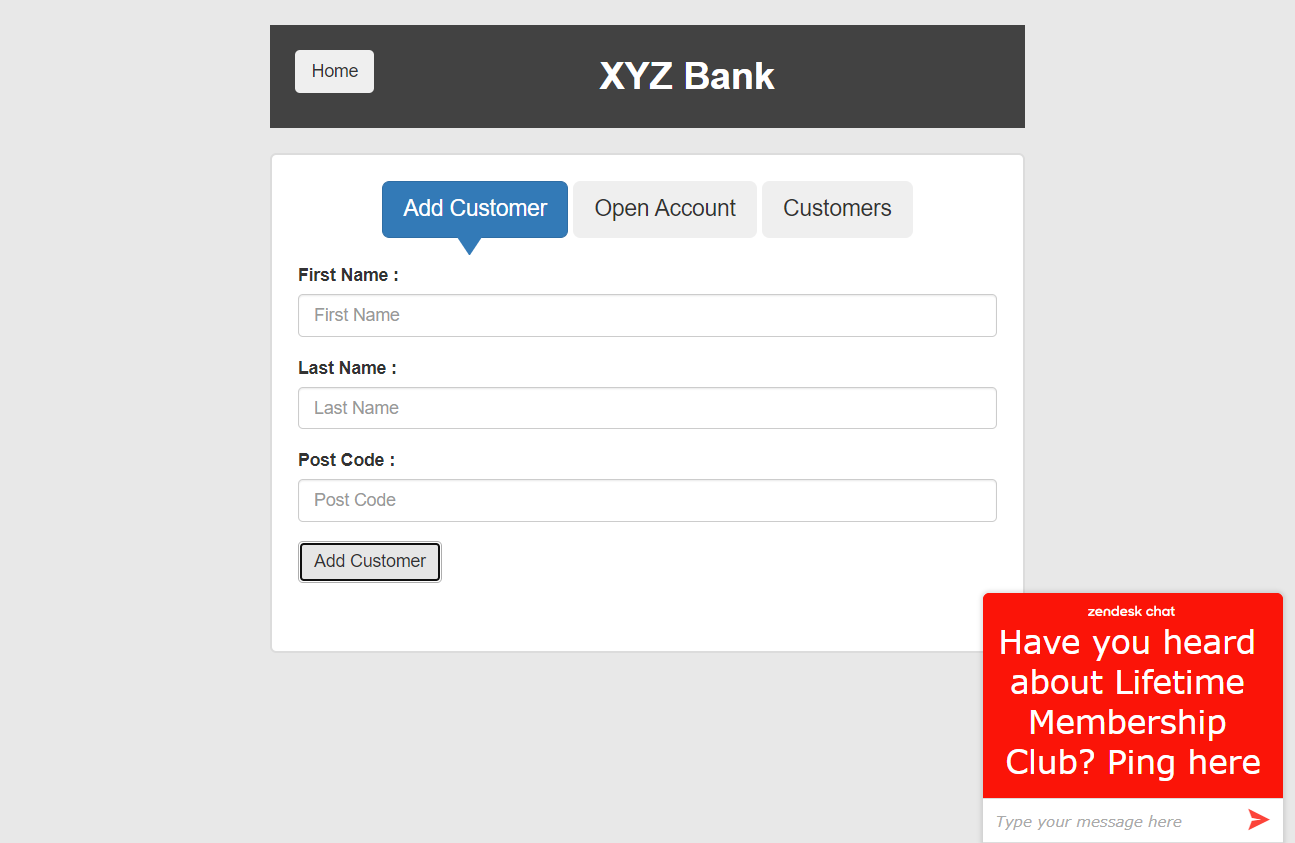 Home
XYZ Bank
Add Customer
Open Account
Customers
First Name :
First Name
Last Name :
Last Name
Post Code :
Post Code
Add Customer
zendesk chat
Have you heard
about Lifetime
Membership
Club? Ping here
Type your message here